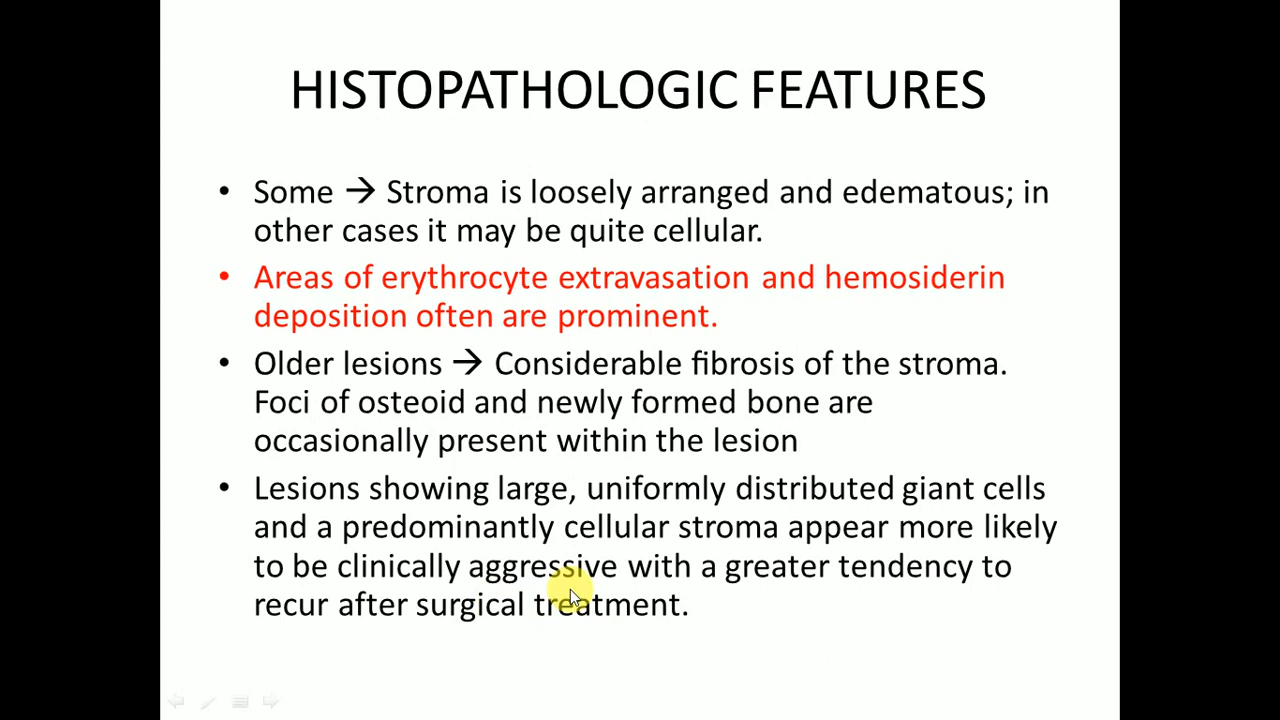 HISTOPATHOLOGIC FEATURES
• Some → Stroma is loosely arranged and edematous; in
other cases it may be quite cellular.
• Areas of erythrocyte extravasation and hemosiderin
deposition often are prominent.
• Older lesions → Considerable fibrosis of the stroma.
Foci of osteoid and newly formed bone are
occasionally present within the lesion
• Lesions showing large, uniformly distributed giant cells
and a predominantly cellular stroma appear more likely
to be clinically aggressive with a greater tendency to
recur after surgical treatment.